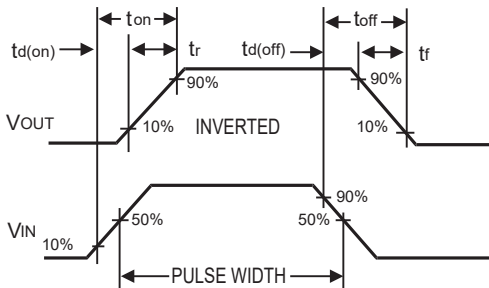 ton toff
td(on) tr td(off) tf
90% 90%
VOUT 10% INVERTED 10%
90%
VIN 50% 50%
10%
PULSE WIDTH